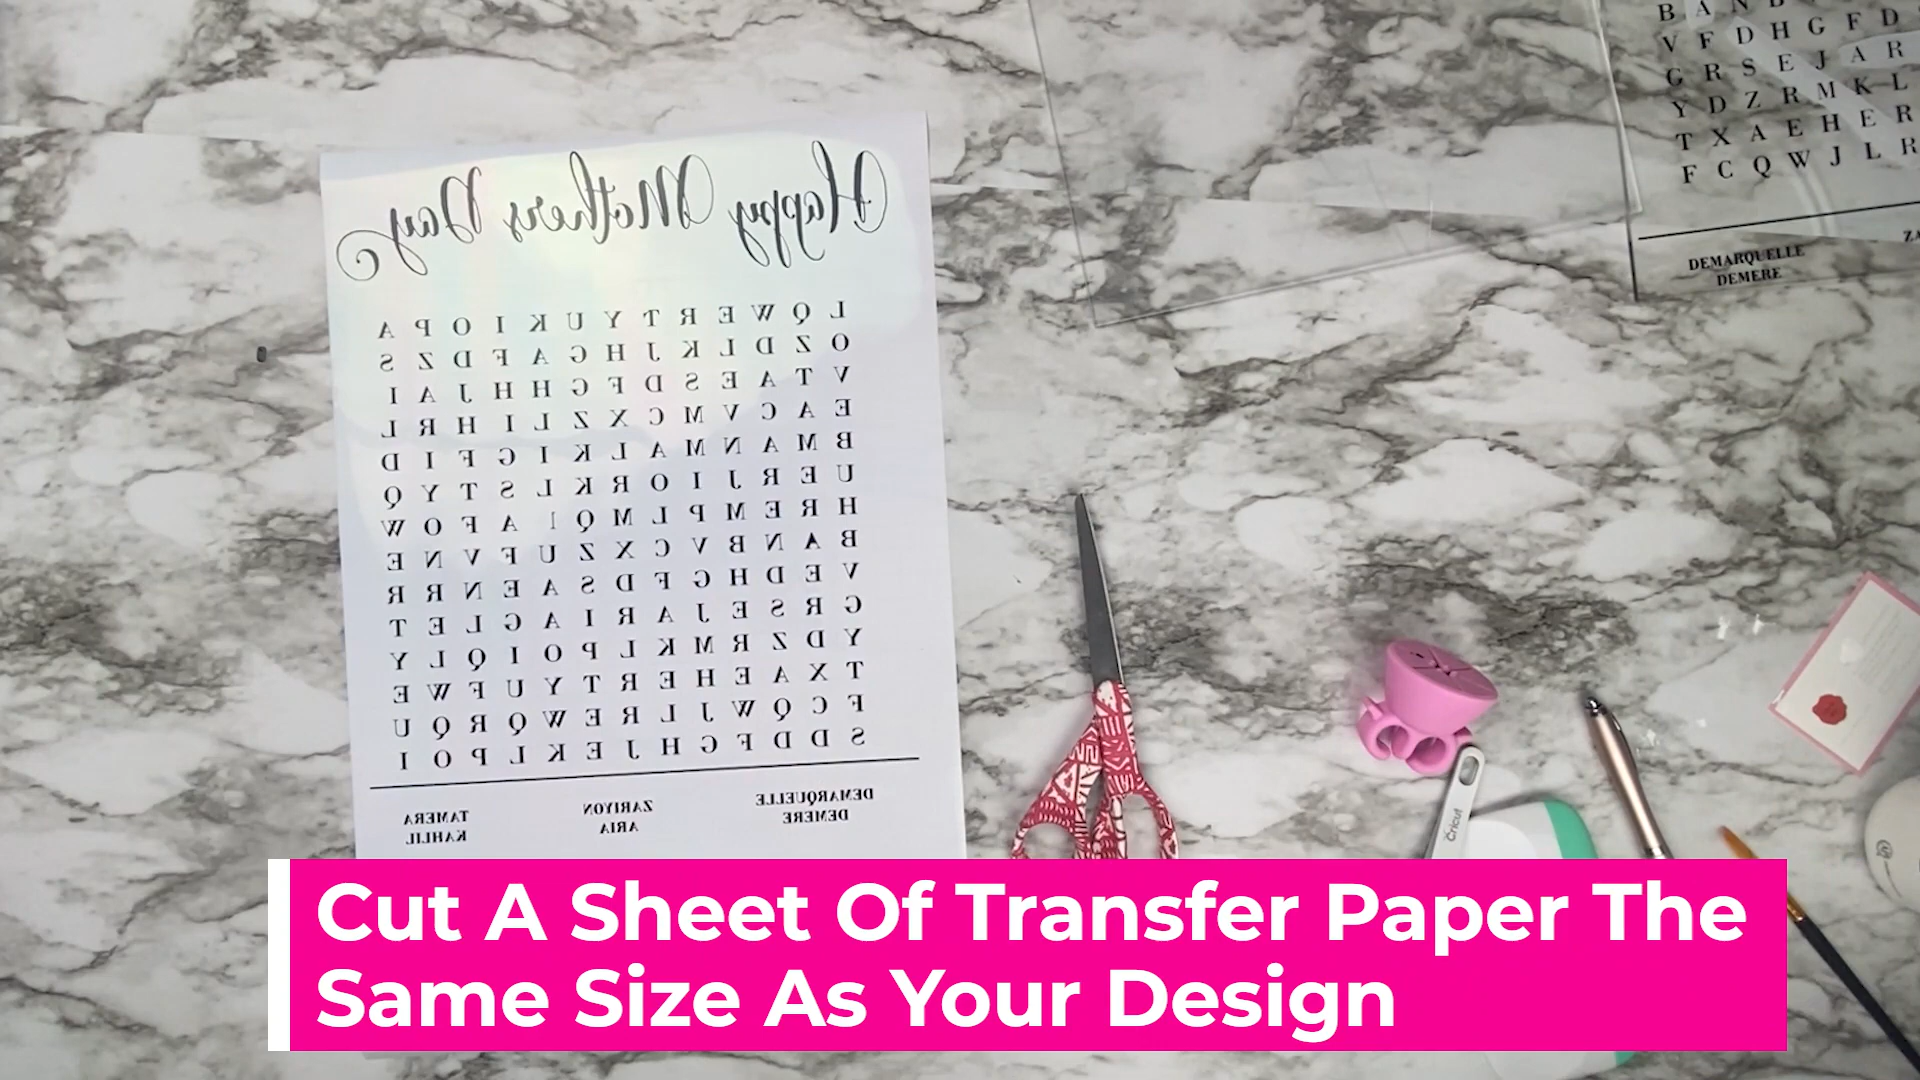 Happy Mothers Day
L Q W E R T Y U K I O P A
O Z D L K J H G A F D Z S
V T A E S D F G H H J A I
E A C V M C X Z L I H R L
B M A N M A L K I G F I D
U E R J I O R K L S T Y Q
H R E M P L M Q I A F O W
B A N B V C X Z U F V N E
V E D H G F D S A E N R R
G R S E J A R I A G L E T
Y D Z R M K L P O I Q L Y
T X A E H E R T Y U F W E
F C Q W J L R E W Q R Q U
S D D F G H J E K L P O I
DEMARQUELLE ZARIYON TAMERA
DEMERE ARIA KAHLIL
B A N
V F D H G F D
G R S E J A R
Y D Z R M K L
T X A E H E R
F C Q W J L R
DEMARQUELLE ZA
DEMERE
Cricut
Cut A Sheet Of Transfer Paper The
Same Size As Your Design